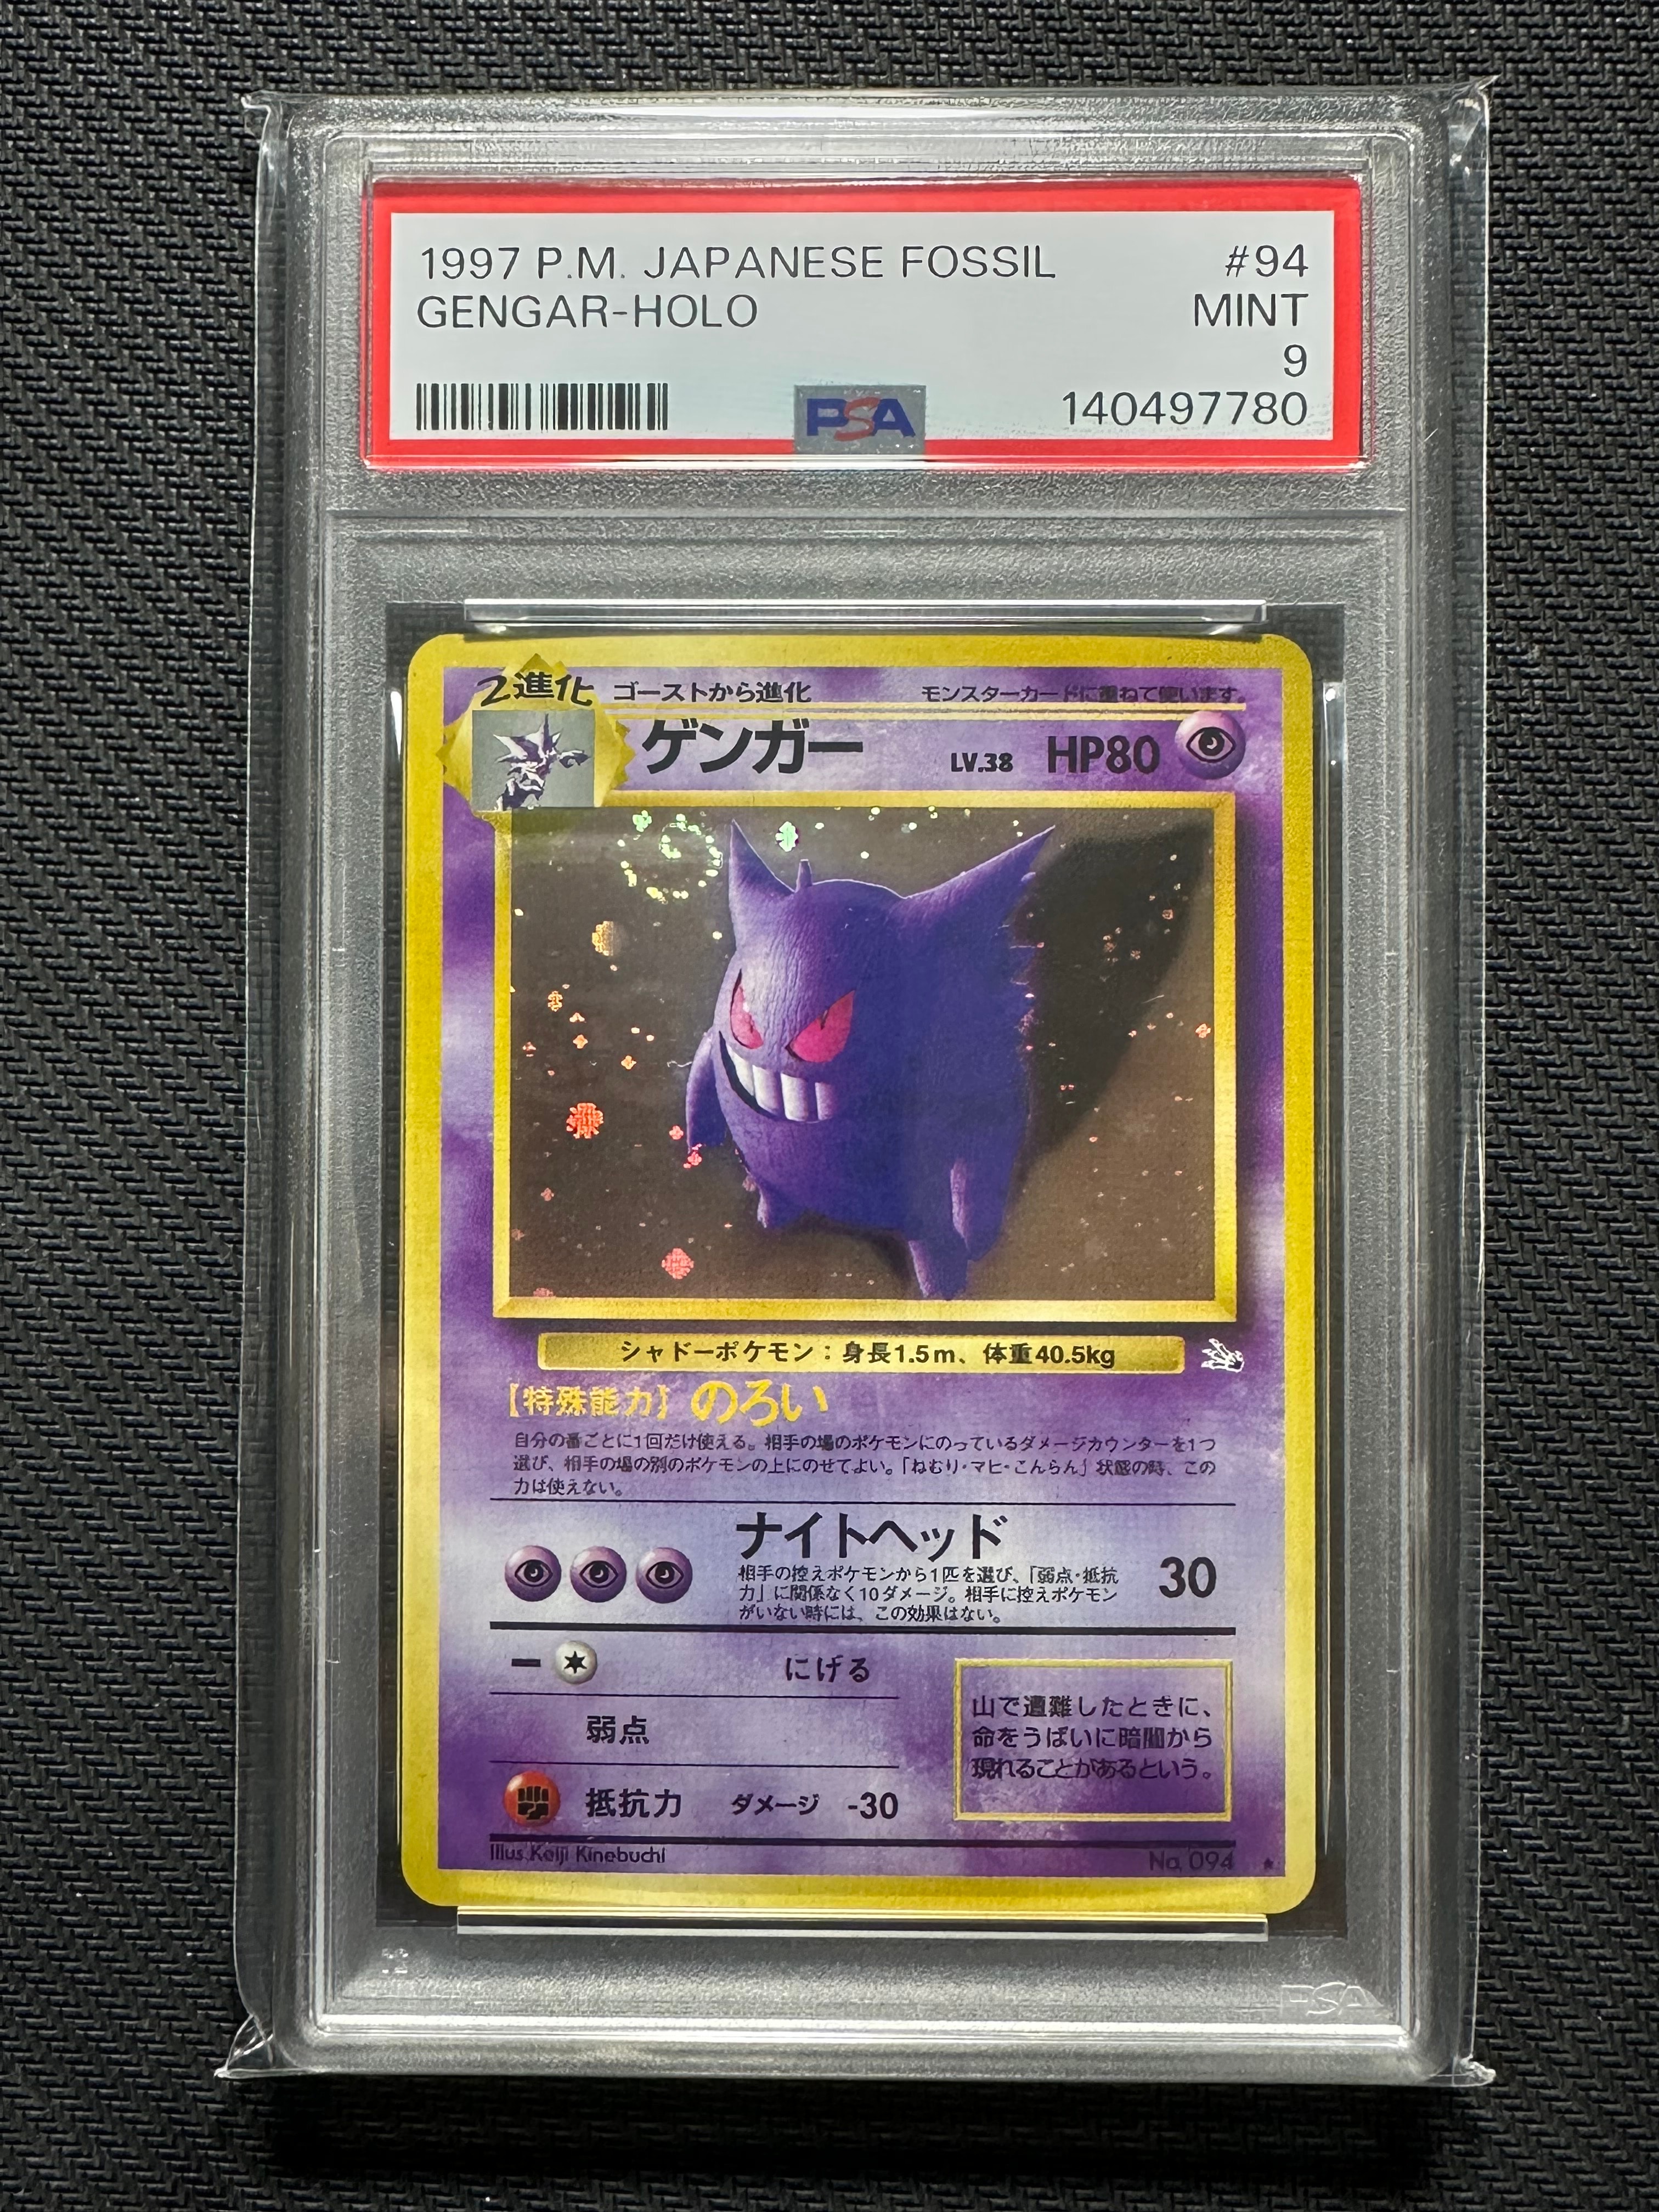 1997 P.M. JAPANESE FOSSIL #94
GENGAR-HOLO MINT
9
PSA 140497780
2進化 ゴーストから進化 モンスターカードに重ねて使います。
ゲンガー LV.38 HP80
シャドーポケモン：身長1.5m、体重40.5kg
【特殊能力】のろい
自分の番ごとに1回だけ使える。相手の場のポケモンにのっているダメージカウンターを1つ
選び、相手の場の別のポケモンの上にのせてよい。「ねむり・マヒ・こんらん」状態の時、この
力は使えない。
ナイトヘッド
相手の控えポケモンから1匹を選び、「弱点・抵抗
力」に関係なく10ダメージ。相手に控えポケモン
がいない時には、この効果はない。
30
ー にげる
弱点
抵抗力 ダメージ -30
山で遭難したときに、
命をうばいに暗闇から
現れることがあるという。
Illus. Keiji Kinebuchi No. 094
PSA